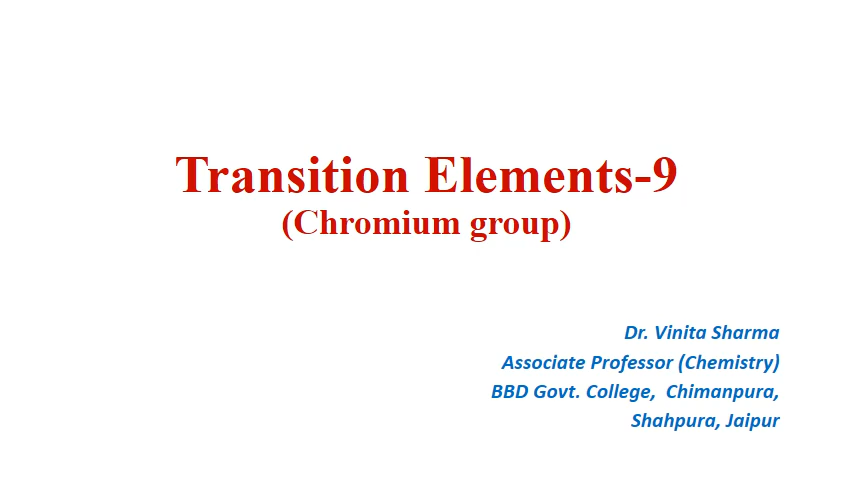 Transition Elements-9
(Chromium group)
Dr. Vinita Sharma
Associate Professor (Chemistry)
BBD Govt. College, Chimanpura,
Shahpura, Jaipur